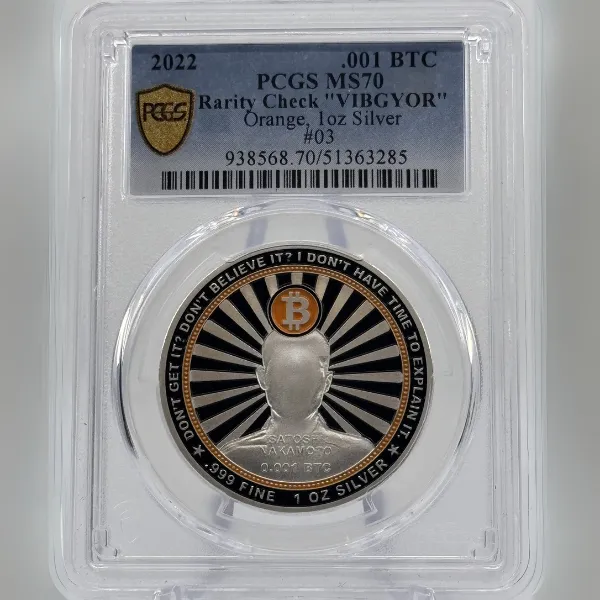 2022 .001 BTC
PCGS MS70
Rarity Check "VIBGYOR"
Orange, 1oz Silver
#03
938568.70/51363285
PCGS
DON'T GET IT? DON'T BELIEVE IT? I DON'T HAVE TIME TO EXPLAIN IT.
₿
SATOSHI
NAKAMOTO
0.001 BTC
★ .999 FINE 1 OZ SILVER ★